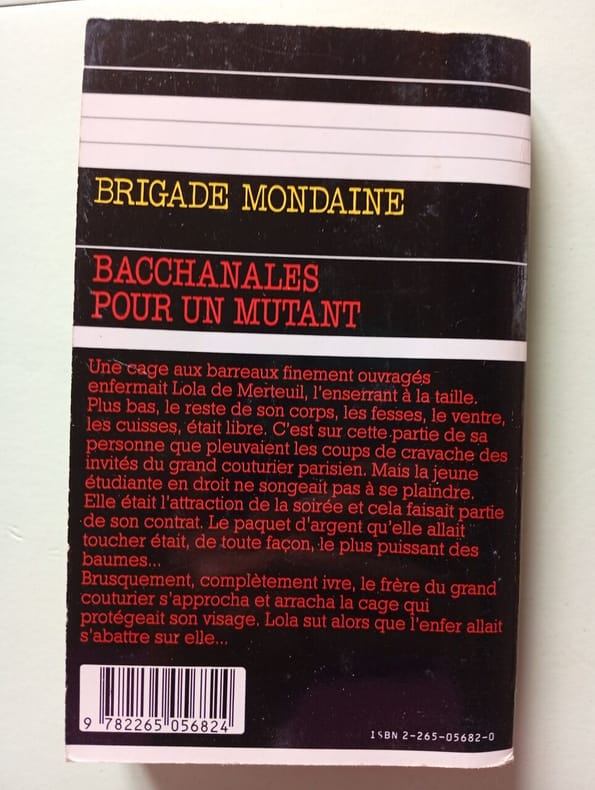 BRIGADE MONDAINE
BACCHANALES
POUR UN MUTANT
Une cage aux barreaux finement ouvragés
enfermait Lola de Merteuil, l'enserrant à la taille.
Plus bas, le reste de son corps, les fesses, le ventre,
les cuisses, était libre. C'est sur cette partie de sa
personne que pleuvaient les coups de cravache des
invités du grand couturier parisien. Mais la jeune
étudiante en droit ne songeait pas à se plaindre.
Elle était l'attraction de la soirée et cela faisait partie
de son contrat. Le paquet d'argent qu'elle allait
toucher était, de toute façon, le plus puissant des
baumes...
Brusquement, complètement ivre, le frère du grand
couturier s'approcha et arracha la cage qui
protégeait son visage. Lola sut alors que l'enfer allait
s'abattre sur elle...
9 782265 056824
ISBN 2-265-05682-0